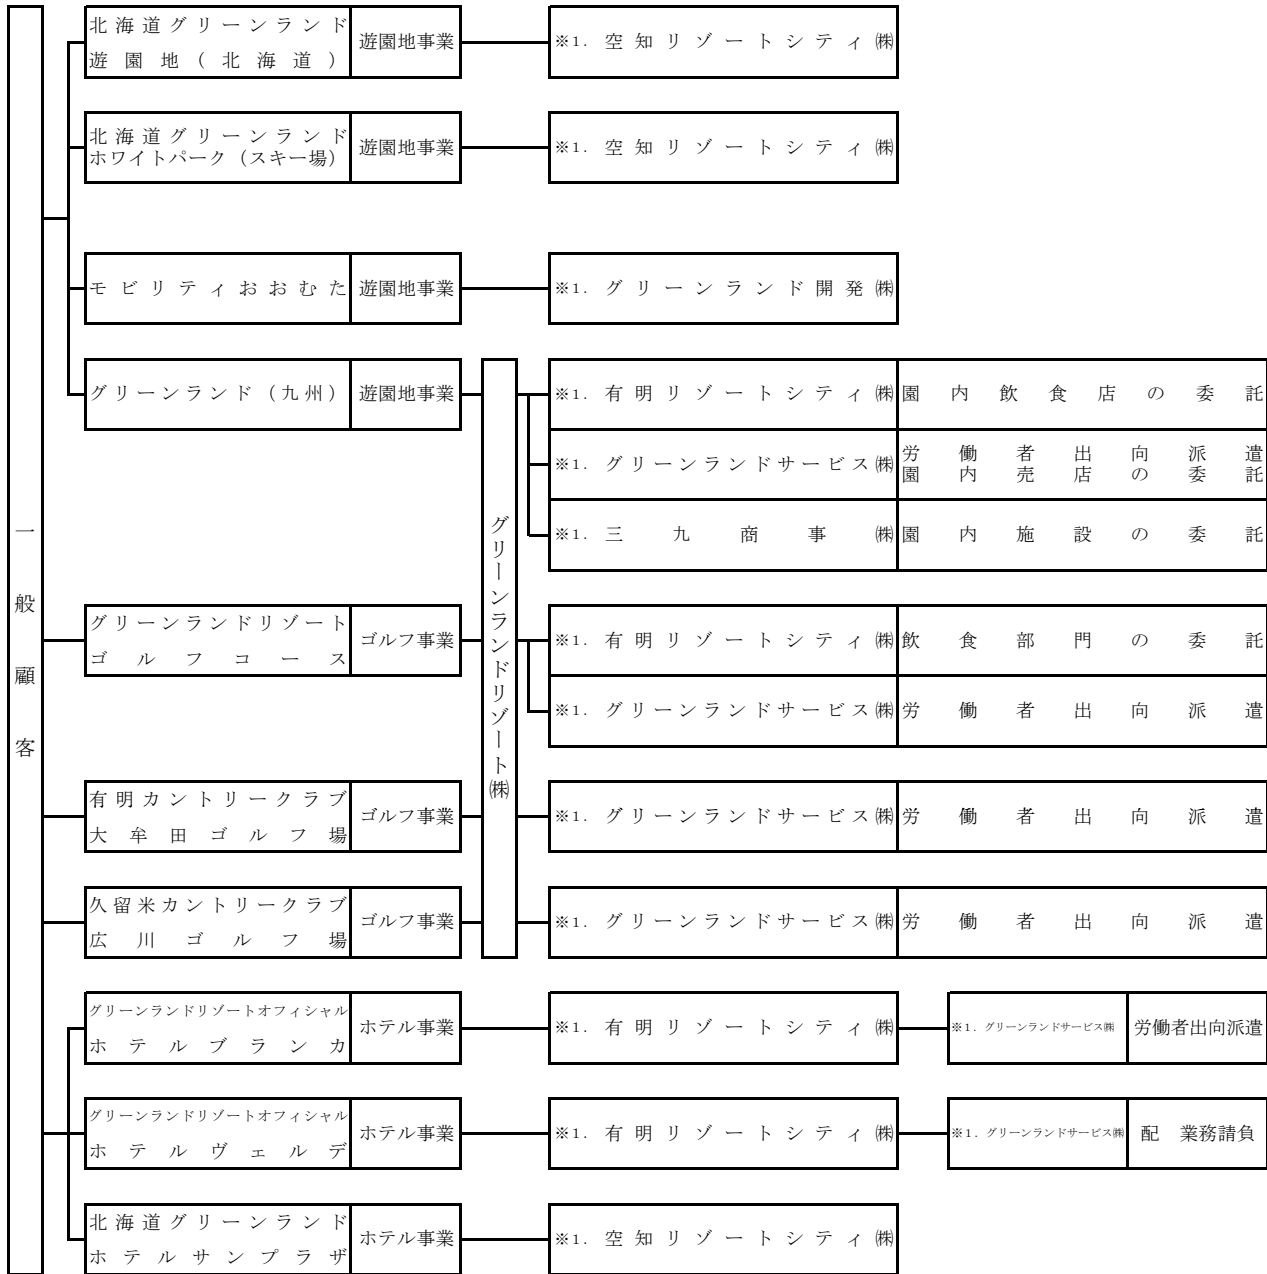 北海道グリーンランド
遊園地(北海道)
遊園地事業
※1. 空知リゾートシティ㈱
北海道グリーンランド
ホワイトパーク(スキー場)
遊園地事業
※1. 空知リゾートシティ㈱
モビリティおおむた
遊園地事業
※1. グリーンランド開発㈱
グリーンランド(九州)
遊園地事業
※1. 有明リゾートシティ㈱
園内飲食店の委託
※1. グリーンランドサービス㈱
労働者出向派遣
園内売店の委託
※1. 三九商事㈱
園内施設の委託
一般顧客
グリーンランドリゾート㈱
グリーンランドリゾート
ゴルフコース
ゴルフ事業
※1. 有明リゾートシティ㈱
飲食部門の委託
※1. グリーンランドサービス㈱
労働者出向派遣
有明カントリークラブ
大牟田ゴルフ場
ゴルフ事業
※1. グリーンランドサービス㈱
労働者出向派遣
久留米カントリークラブ
広川ゴルフ場
ゴルフ事業
※1. グリーンランドサービス㈱
労働者出向派遣
グリーンランドリゾートオフィシャル
ホテルブランカ
ホテル事業
※1. 有明リゾートシティ㈱
※1. グリーンランドサービス㈱
労働者出向派遣
グリーンランドリゾートオフィシャル
ホテルヴェルデ
ホテル事業
※1. 有明リゾートシティ㈱
※1. グリーンランドサービス㈱
配 業務請負
北海道グリーンランド
ホテルサンプラザ
ホテル事業
※1. 空知リゾートシティ㈱